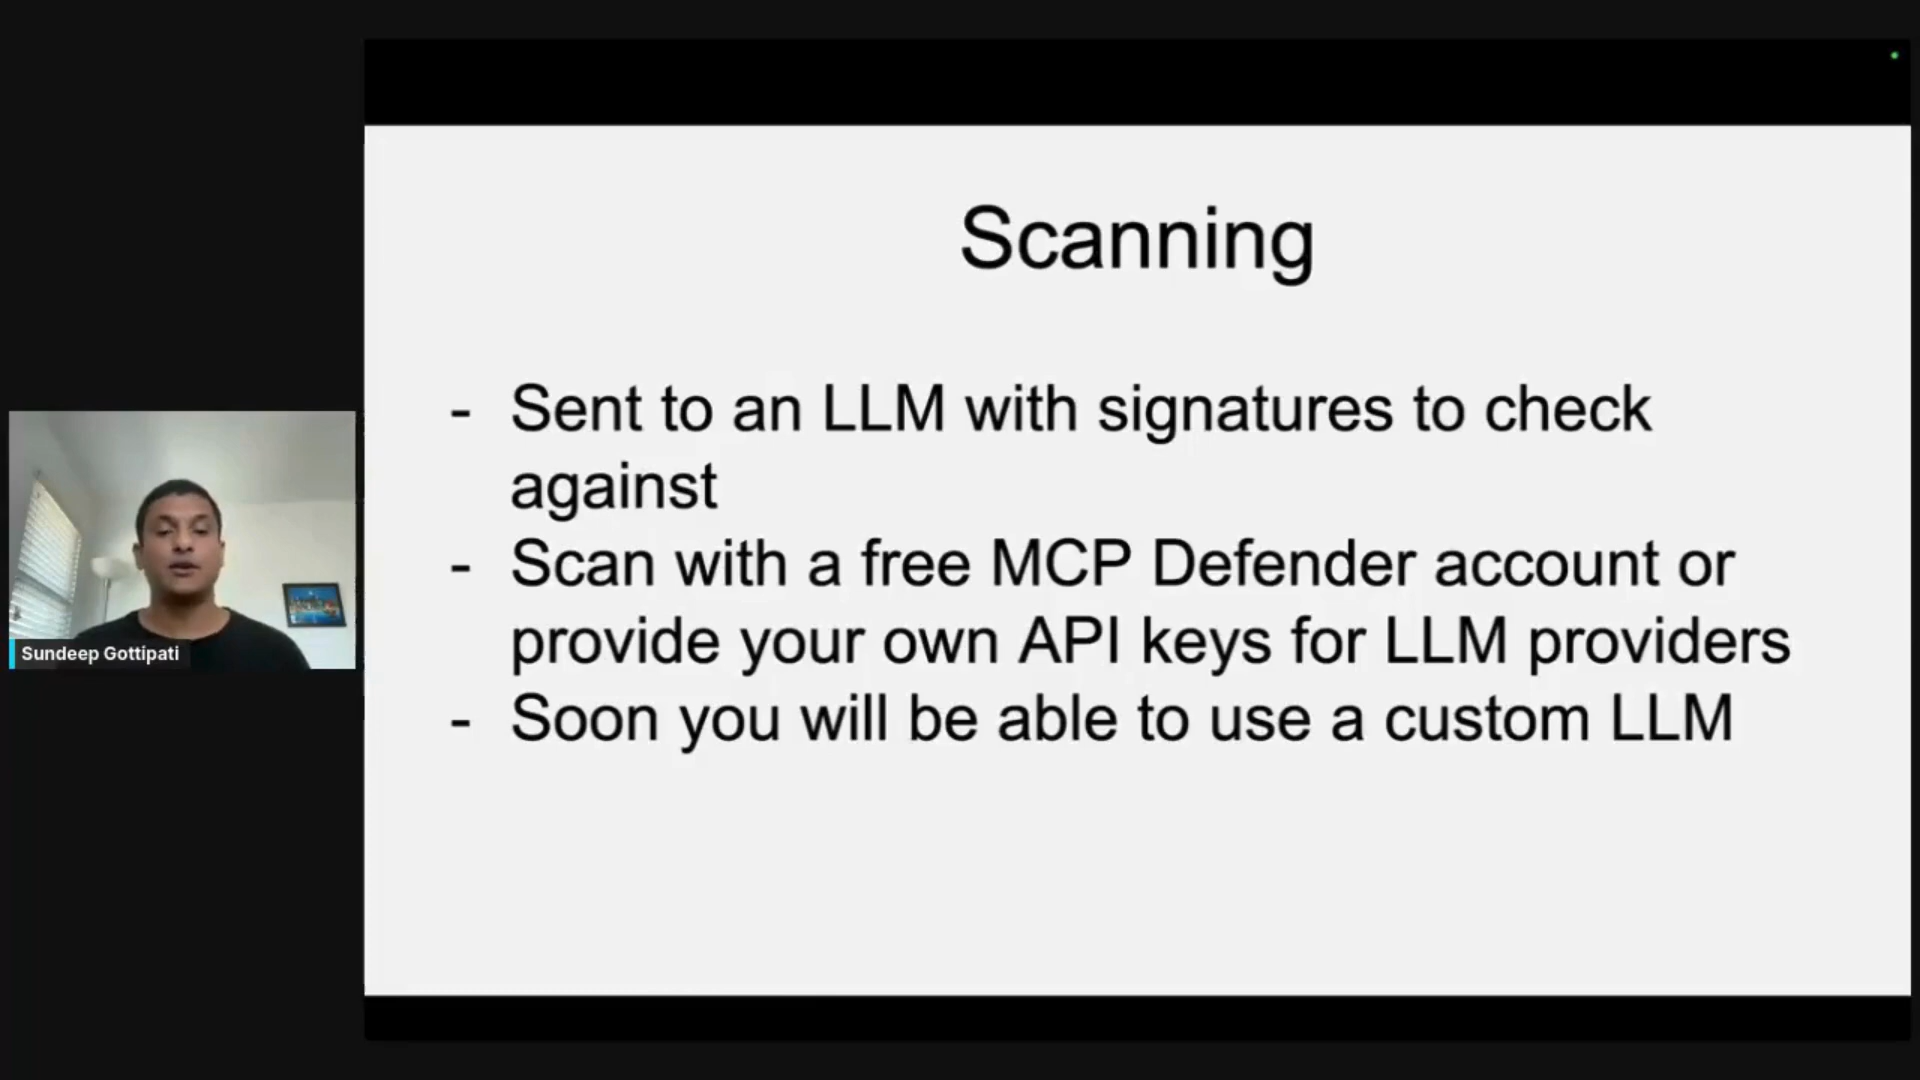 Scanning
- Sent to an LLM with signatures to check
against
- Scan with a free MCP Defender account or
provide your own API keys for LLM providers
- Soon you will be able to use a custom LLM
Sundeep Gottipati